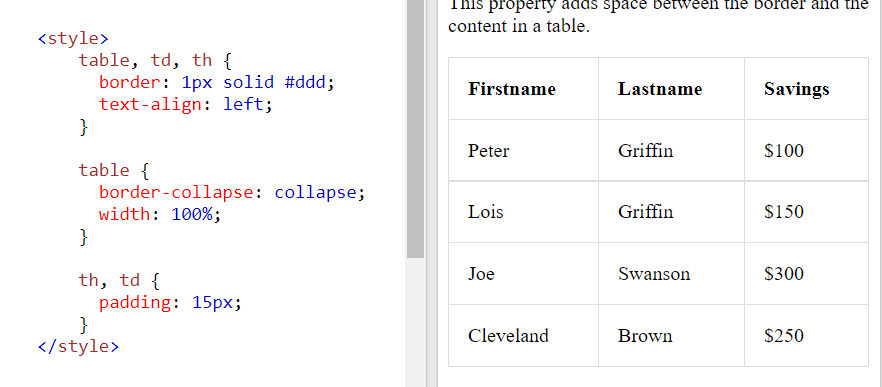 <style>
table, td, th {
border: 1px solid #ddd;
text-align: left;
}
table {
border-collapse: collapse;
width: 100%;
}
th, td {
padding: 15px;
}
</style>
This property adds space between the border and the
content in a table.
Firstname Lastname Savings
Peter Griffin $100
Lois Griffin $150
Joe Swanson $300
Cleveland Brown $250